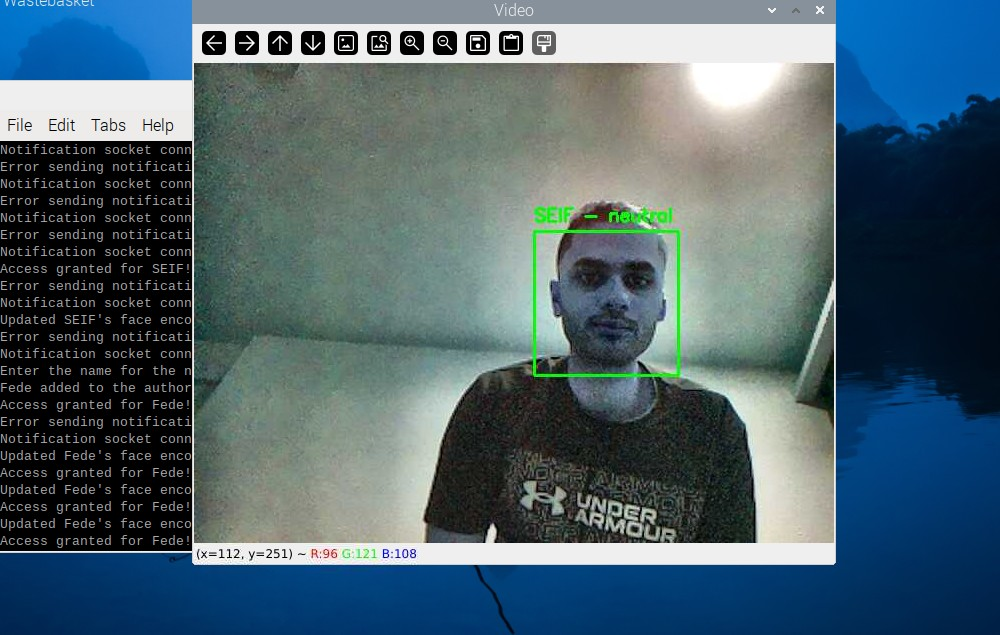 Wastebasket
Video
File Edit Tabs Help
Notification socket conn
Error sending notificati
Notification socket conn
Error sending notificati
Notification socket conn
Error sending notificati
Notification socket conn
Access granted for SEIF!
Error sending notificati
Notification socket conn
Updated SEIF's face enco
Error sending notificati
Notification socket conn
Enter the name for the n
Fede added to the author
Access granted for Fede!
Error sending notificati
Notification socket conn
Updated Fede's face enco
Access granted for Fede!
Updated Fede's face enco
Access granted for Fede!
Updated Fede's face enco
Access granted for Fede!
SEIF – neutral
UNDER
ARMOUR
(x=112, y=251) ~ R:96 G:121 B:108